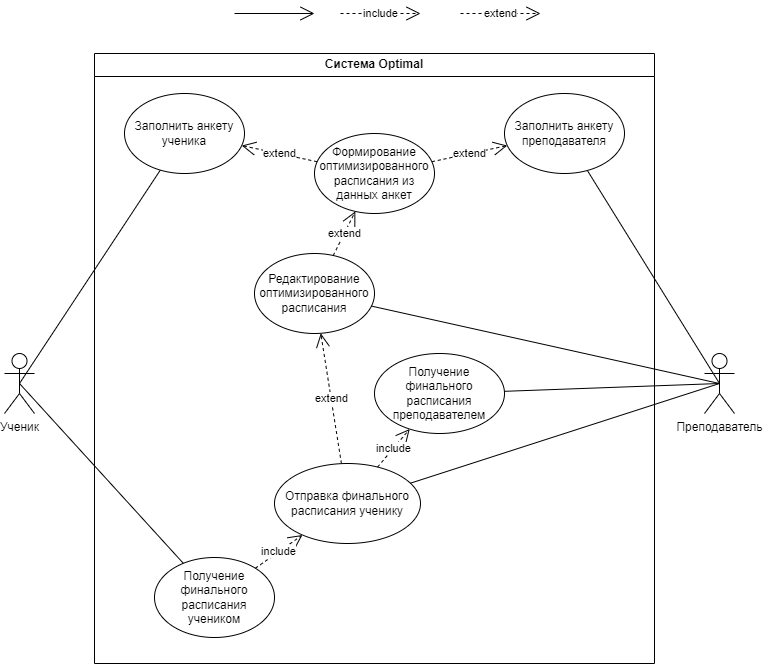 include
extend
Система Optimal
Заполнить анкету
ученика
Заполнить анкету
преподавателя
extend
Формирование
оптимизированного
расписания из
данных анкет
extend
extend
Редактирование
оптимизированного
расписания
extend
Получение
финального
расписания
преподавателем
Ученик
Преподаватель
include
Отправка финального
расписания ученику
include
Получение
финального
расписания
учеником